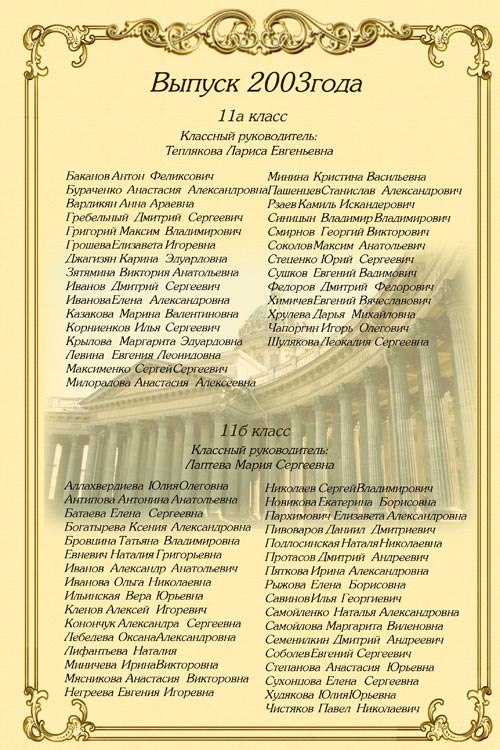 Выпуск 2003года
11а класс
Классный руководитель:
Теплякова Лариса Евгеньевна
Баканов Антон Феликсович
Бураченко Анастасия Александровна
Вардикян Анна Араевна
Гребельный Дмитрий Сергеевич
Григорий Максим Владимирович
Грошева Елизавета Игоревна
Джагизян Карина Эдуардовна
Зятямина Виктория Анатольевна
Иванов Дмитрий Сергеевич
Иванова Елена Александровна
Казакова Марина Валентиновна
Корниенков Илья Сергеевич
Крылова Маргарита Эдуардовна
Левина Евгения Леонидовна
Максименко Сергей Сергеевич
Милорадова Анастасия Алексеевна
Минина Кристина Васильевна
Пашенцев Станислав Александрович
Рзаев Камиль Искандерович
Синицын Владимир Владимирович
Смирнов Георгий Викторович
Соколов Максим Анатольевич
Стеценко Юрий Сергеевич
Сушков Евгений Вадимович
Федоров Дмитрий Федорович
Химичев Евгений Вячеславович
Хрулева Дарья Михайловна
Чапоргин Игорь Олегович
Шулякова Леокалия Сергеевна
11б класс
Классный руководитель:
Лаптева Мария Сергеевна
Аллахвердиева Юлия Олеговна
Антипова Антонина Анатольевна
Батаева Елена Сергеевна
Богатырева Ксения Александровна
Бровцина Татьяна Владимировна
Евневич Наталия Григорьевна
Иванов Александр Анатольевич
Иванова Ольга Николаевна
Ильинская Вера Юрьевна
Кленов Алексей Игоревич
Конончук Александра Сергеевна
Лебедева Оксана Александровна
Лифантьева Наталия
Миничева Ирина Викторовна
Мясникова Анастасия Викторовна
Негреева Евгения Игоревна
Николаев Сергей Владимирович
Новикова Екатерина Борисовна
Пархимович Елизавета Александровна
Пивоваров Даниил Дмитриевич
Подлосинская Наталя Николаевна
Протасов Дмитрий Андреевич
Пяткова Ирина Александровна
Рыжова Елена Борисовна
Савинов Илья Георгиевич
Самойленко Наталья Александровна
Самойлова Маргарита Виленовна
Семенилкин Дмитрий Андреевич
Соболев Евгений Сергеевич
Степанова Анастасия Юрьевна
Сухонцова Елена Сергеевна
Худякова Юлия Юрьевна
Чистяков Павел Николаевич